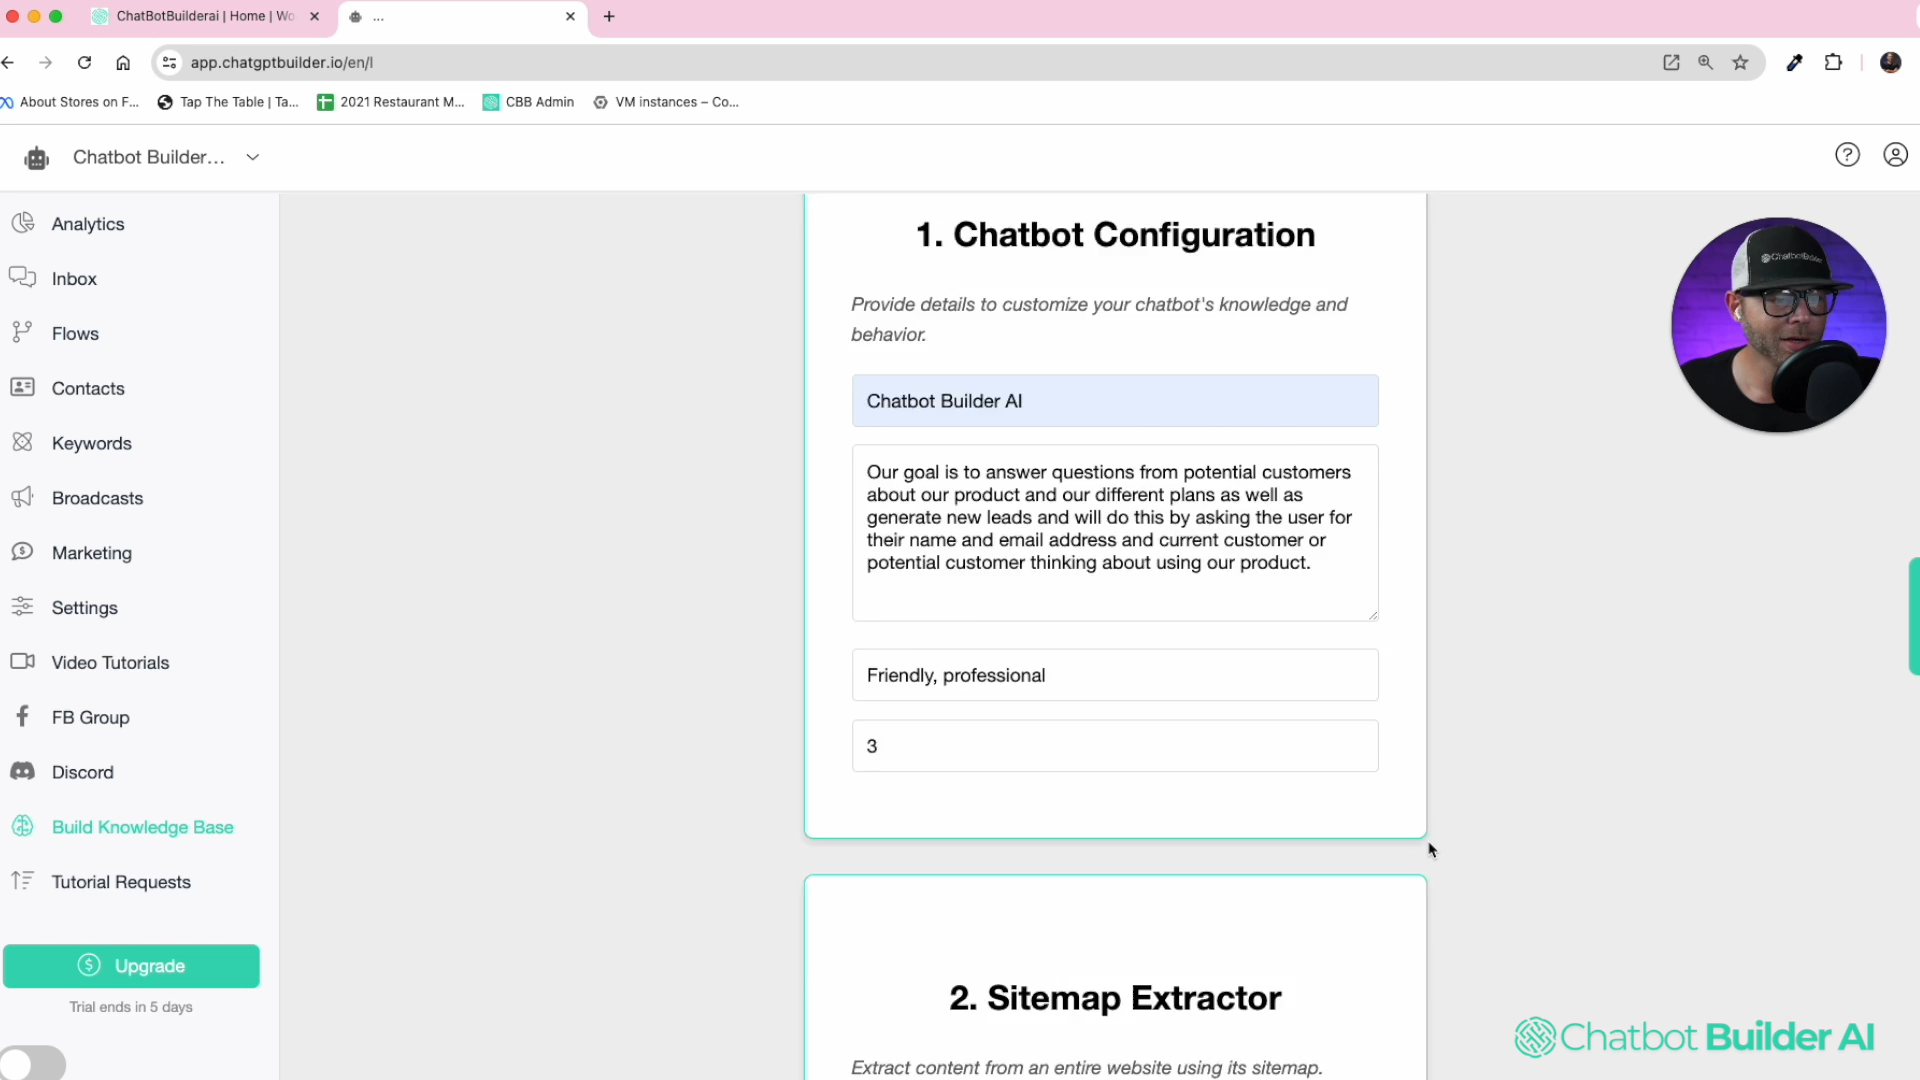 ChatBotBuilderai | Home | Wo
...
app.chatgptbuilder.io/en/l
About Stores on F...
Tap The Table | Ta...
2021 Restaurant M...
CBB Admin
VM instances – Co...
Chatbot Builder...
Analytics
Inbox
Flows
Contacts
Keywords
Broadcasts
Marketing
Settings
Video Tutorials
FB Group
Discord
Build Knowledge Base
Tutorial Requests
Upgrade
Trial ends in 5 days
1. Chatbot Configuration
Provide details to customize your chatbot's knowledge and
behavior.
Chatbot Builder AI
Our goal is to answer questions from potential customers
about our product and our different plans as well as
generate new leads and will do this by asking the user for
their name and email address and current customer or
potential customer thinking about using our product.
Friendly, professional
3
2. Sitemap Extractor
Extract content from an entire website using its sitemap.
ChatbotBuilder
Chatbot Builder AI